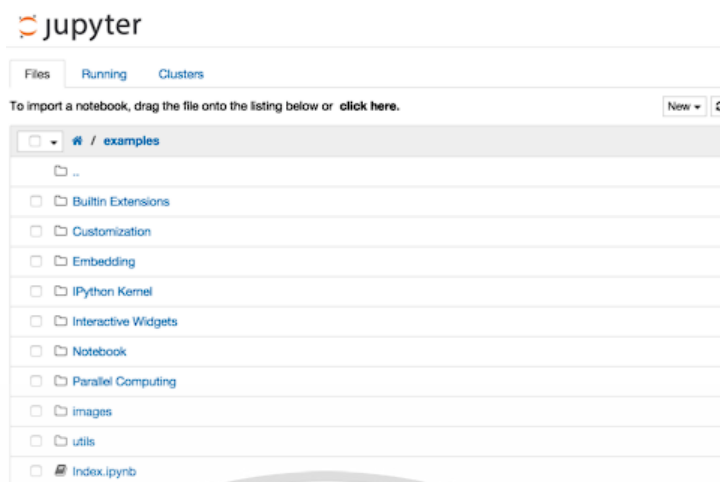 jupyter
Files Running Clusters
To import a notebook, drag the file onto the listing below or click here. New
/ examples
..
Builtin Extensions
Customization
Embedding
IPython Kernel
Interactive Widgets
Notebook
Parallel Computing
images
utils
Index.ipynb